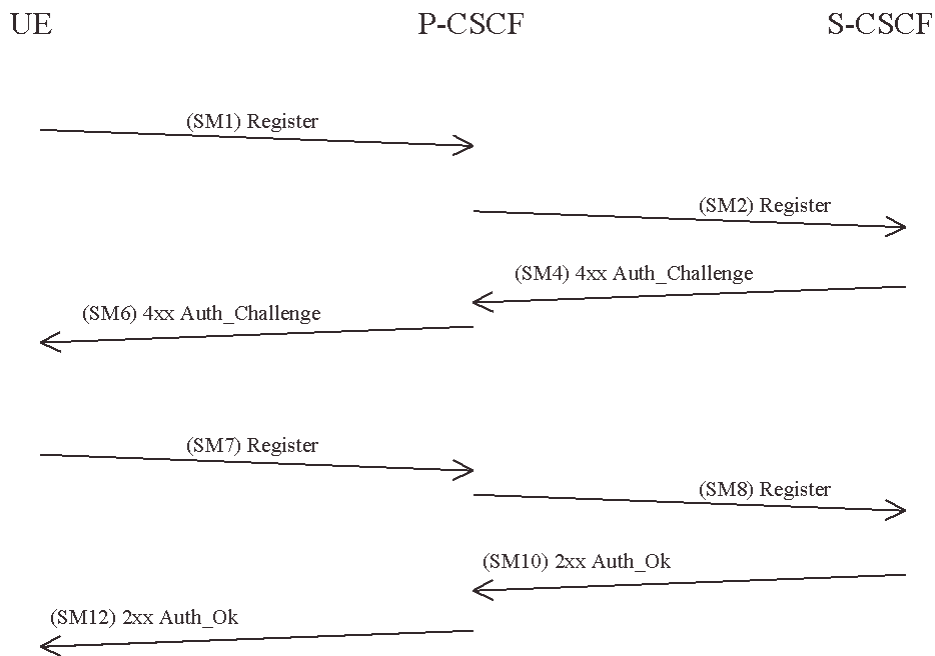 UE P-CSCF S-CSCF
(SM1) Register
(SM2) Register
(SM4) 4xx Auth_Challenge
(SM6) 4xx Auth_Challenge
(SM7) Register
(SM8) Register
(SM10) 2xx Auth_Ok
(SM12) 2xx Auth_Ok